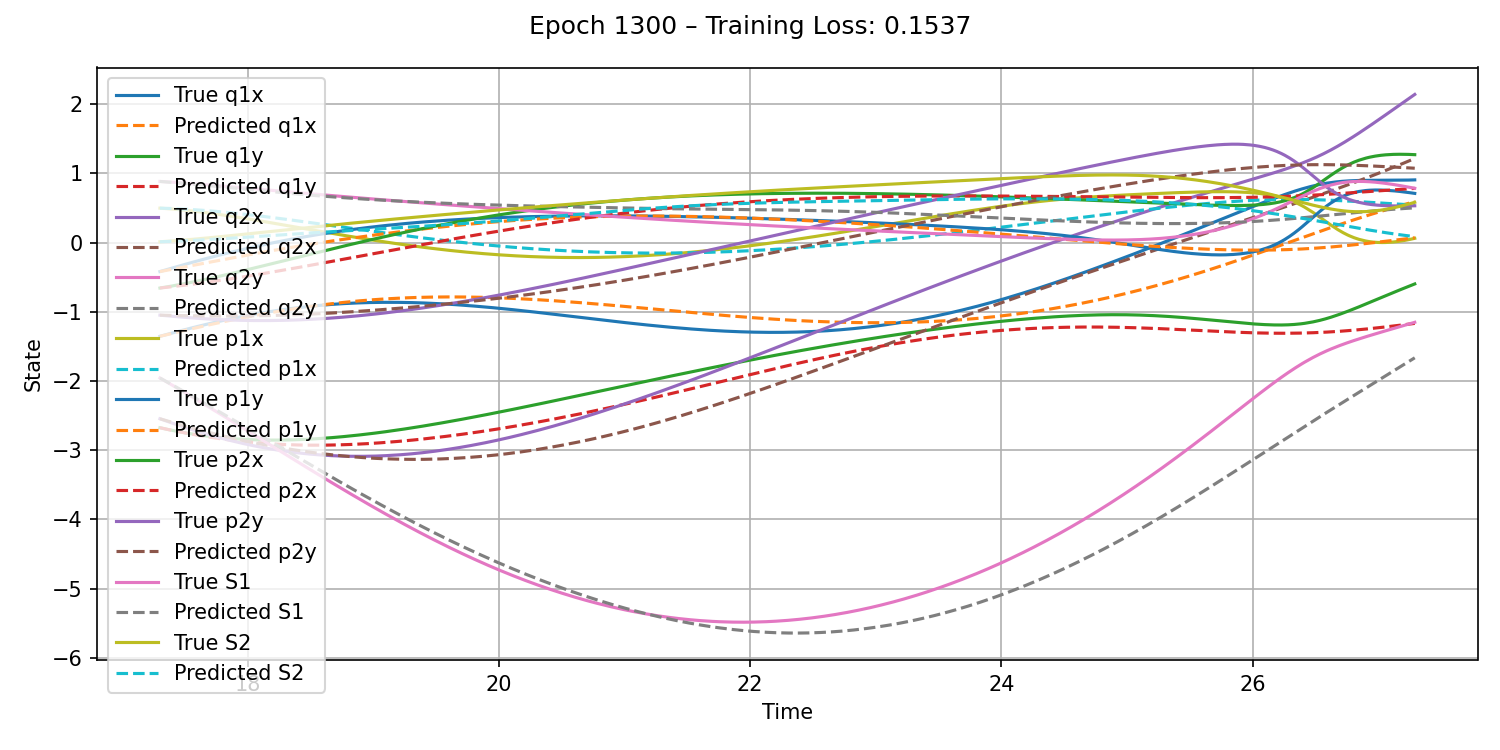 Epoch 1300 – Training Loss: 0.1537
2
1
0
−1
−2
−3
−4
−5
−6
State
True q1x
Predicted q1x
True q1y
Predicted q1y
True q2x
Predicted q2x
True q2y
Predicted q2y
True p1x
Predicted p1x
True p1y
Predicted p1y
True p2x
Predicted p2x
True p2y
Predicted p2y
True S1
Predicted S1
True S2
Predicted S2
18 20 22 24 26
Time